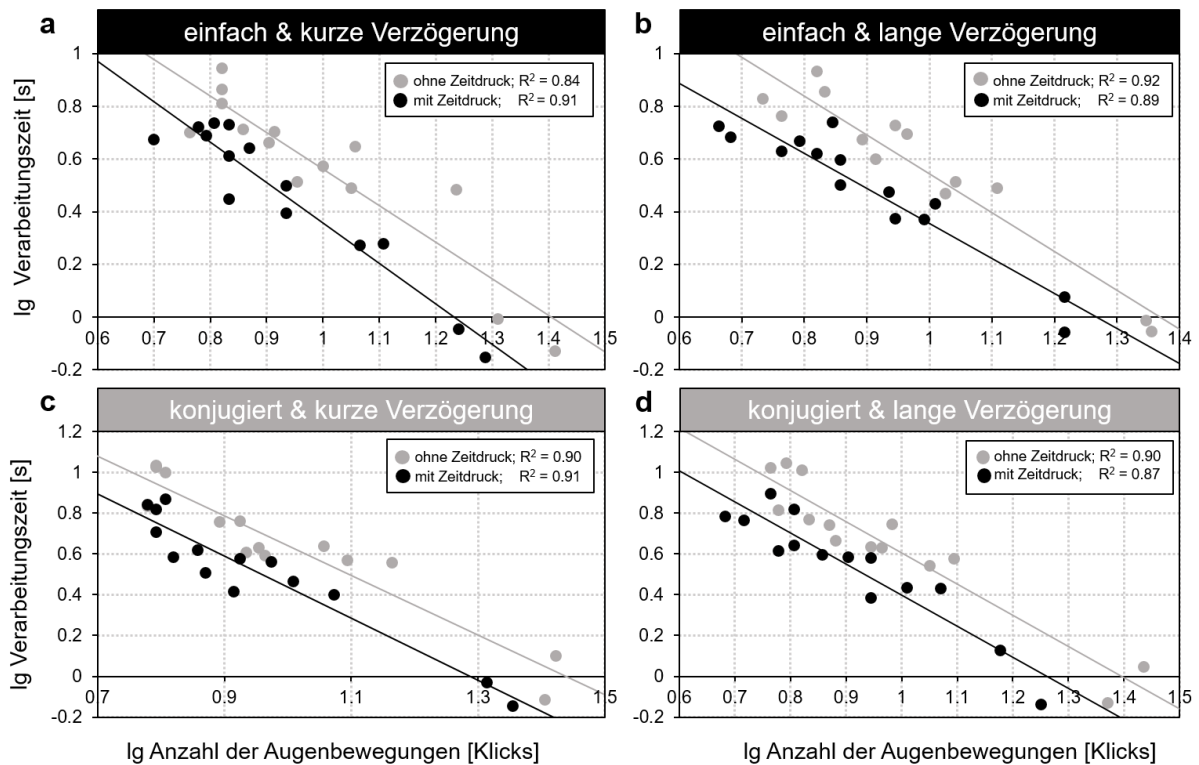 a
einfach & kurze Verzögerung
lg Verarbeitungszeit [s]
1
0.8
0.6
0.4
0.2
0
-0.2
0.6 0.7 0.8 0.9 1 1.1 1.2 1.3 1.4 1.5
ohne Zeitdruck; R² = 0.84
mit Zeitdruck; R² = 0.91
b
einfach & lange Verzögerung
1
0.8
0.6
0.4
0.2
0
-0.2
0.6 0.7 0.8 0.9 1 1.1 1.2 1.3 1.4
ohne Zeitdruck; R² = 0.92
mit Zeitdruck; R² = 0.89
c
konjugiert & kurze Verzögerung
lg Verarbeitungszeit [s]
1.2
1
0.8
0.6
0.4
0.2
0
-0.2
0.7 0.9 1.1 1.3 1.5
ohne Zeitdruck; R² = 0.90
mit Zeitdruck; R² = 0.91
lg Anzahl der Augenbewegungen [Klicks]
d
konjugiert & lange Verzögerung
1.2
1
0.8
0.6
0.4
0.2
0
-0.2
0.6 0.7 0.8 0.9 1 1.1 1.2 1.3 1.4 1.5
ohne Zeitdruck; R² = 0.90
mit Zeitdruck; R² = 0.87
lg Anzahl der Augenbewegungen [Klicks]